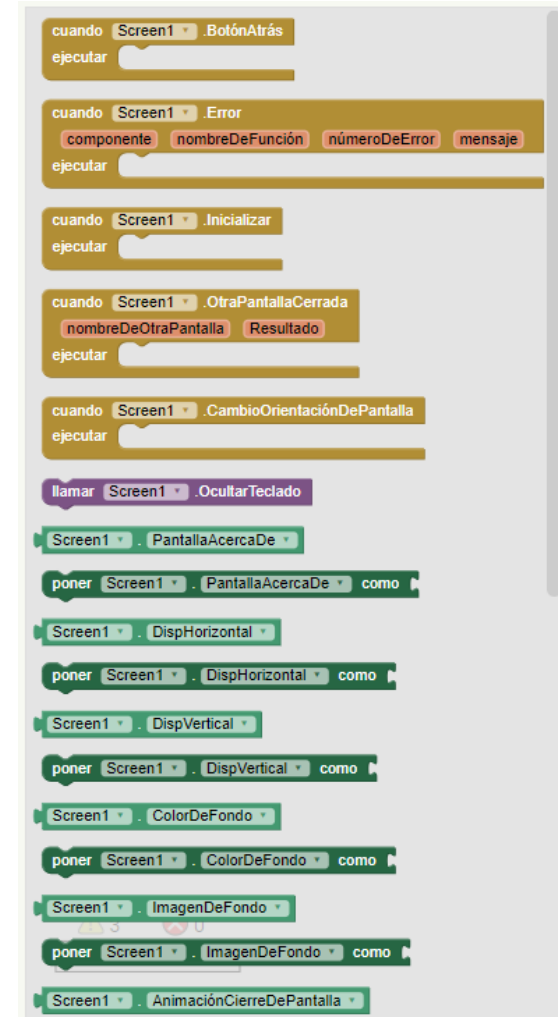 cuando Screen1 .BotónAtrás
ejecutar
cuando Screen1 .Error
componente nombreDeFunción númeroDeError mensaje
ejecutar
cuando Screen1 .Inicializar
ejecutar
cuando Screen1 .OtraPantallaCerrada
nombreDeOtraPantalla Resultado
ejecutar
cuando Screen1 .CambioOrientaciónDePantalla
ejecutar
llamar Screen1 .OcultarTeclado
Screen1 . PantallaAcercaDe
poner Screen1 . PantallaAcercaDe como
Screen1 . DispHorizontal
poner Screen1 . DispHorizontal como
Screen1 . DispVertical
poner Screen1 . DispVertical como
Screen1 . ColorDeFondo
poner Screen1 . ColorDeFondo como
Screen1 . ImagenDeFondo
3 0
poner Screen1 . ImagenDeFondo como
Screen1 . AnimaciónCierreDePantalla